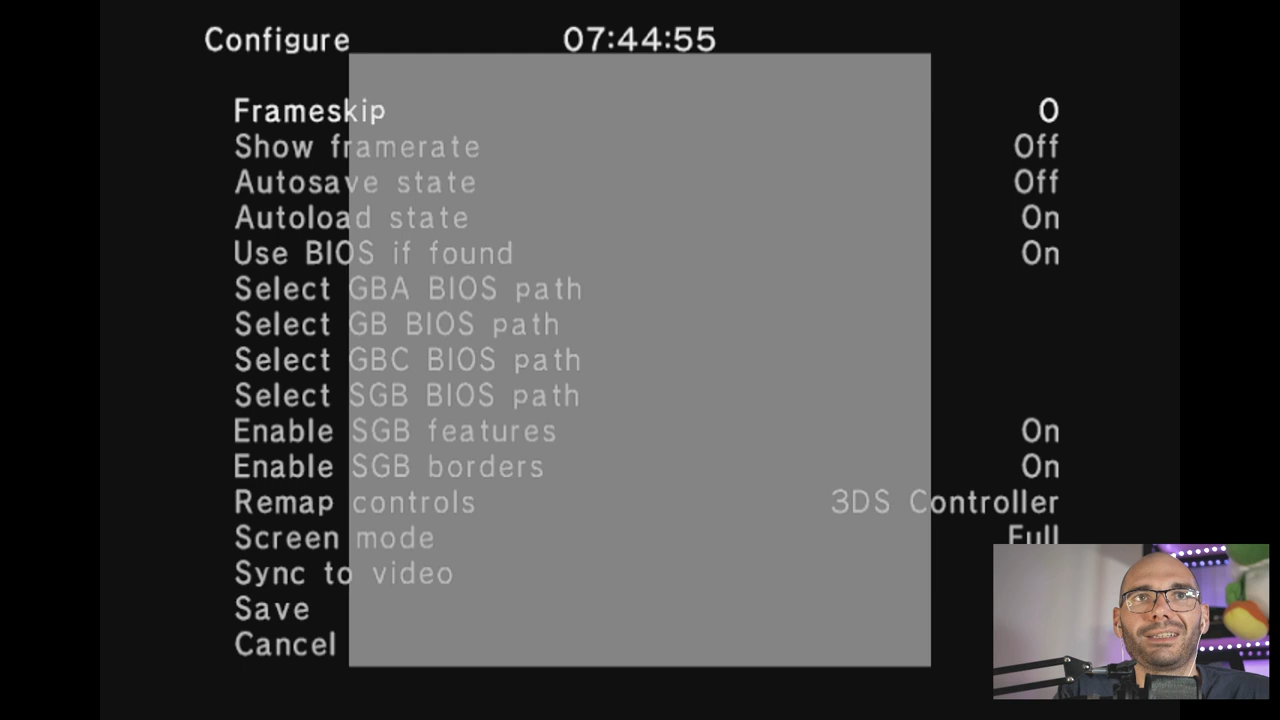 Configure 07:44:55
Frameskip 0
Show framerate Off
Autosave state Off
Autoload state On
Use BIOS if found On
Select GBA BIOS path
Select GB BIOS path
Select GBC BIOS path
Select SGB BIOS path
Enable SGB features On
Enable SGB borders On
Remap controls 3DS Controller
Screen mode Full
Sync to video
Save
Cancel